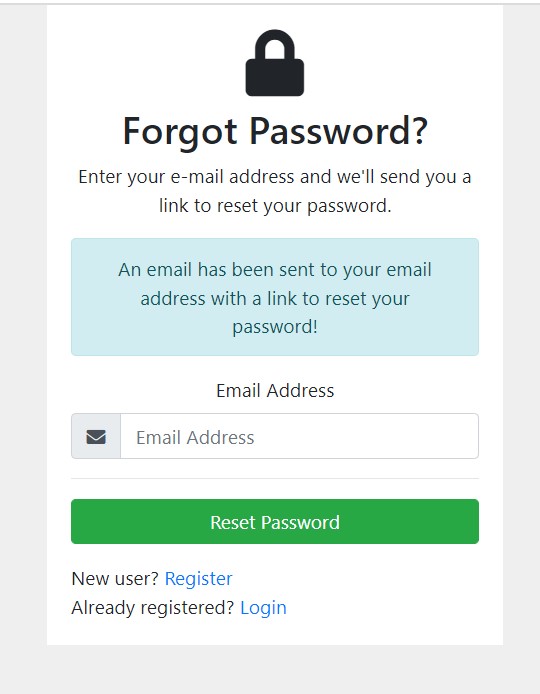 Forgot Password?
Enter your e-mail address and we'll send you a
link to reset your password.
An email has been sent to your email
address with a link to reset your
password!
Email Address
Email Address
Reset Password
New user? Register
Already registered? Login